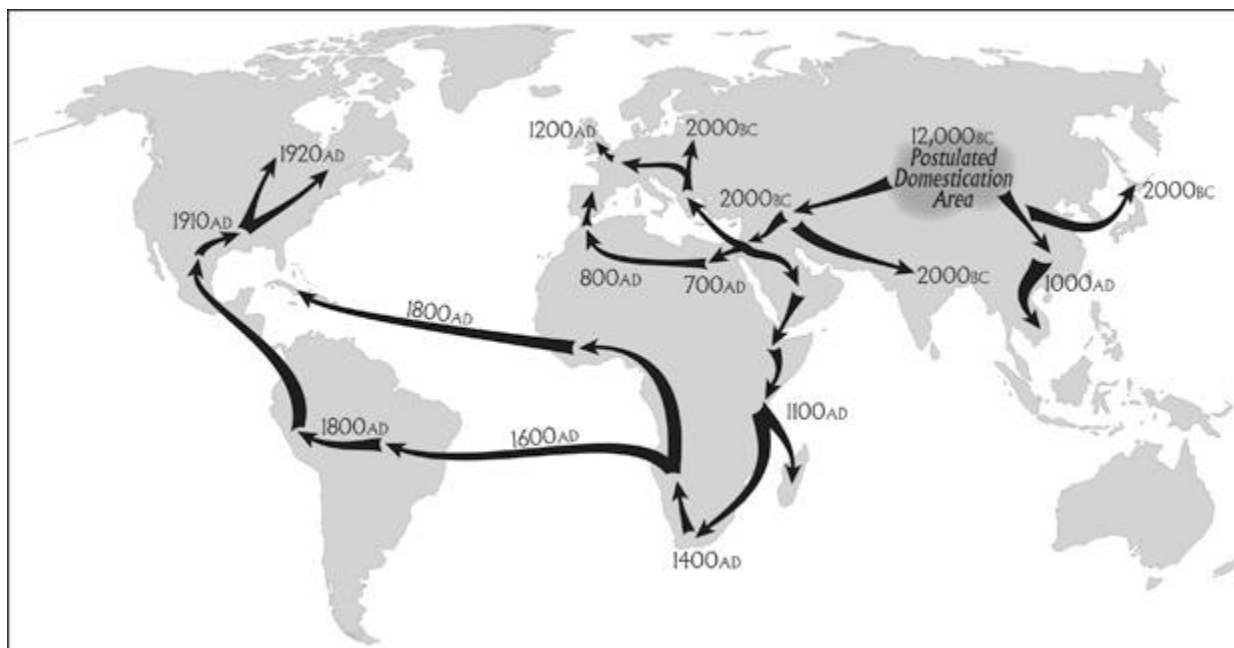 1200AD
2000BC
12,000BC
Postulated
Domestication
Area
1920AD
2000BC
2000BC
1910AD
800AD
700AD
2000BC
1000AD
1800AD
1100AD
1800AD
1600AD
1400AD